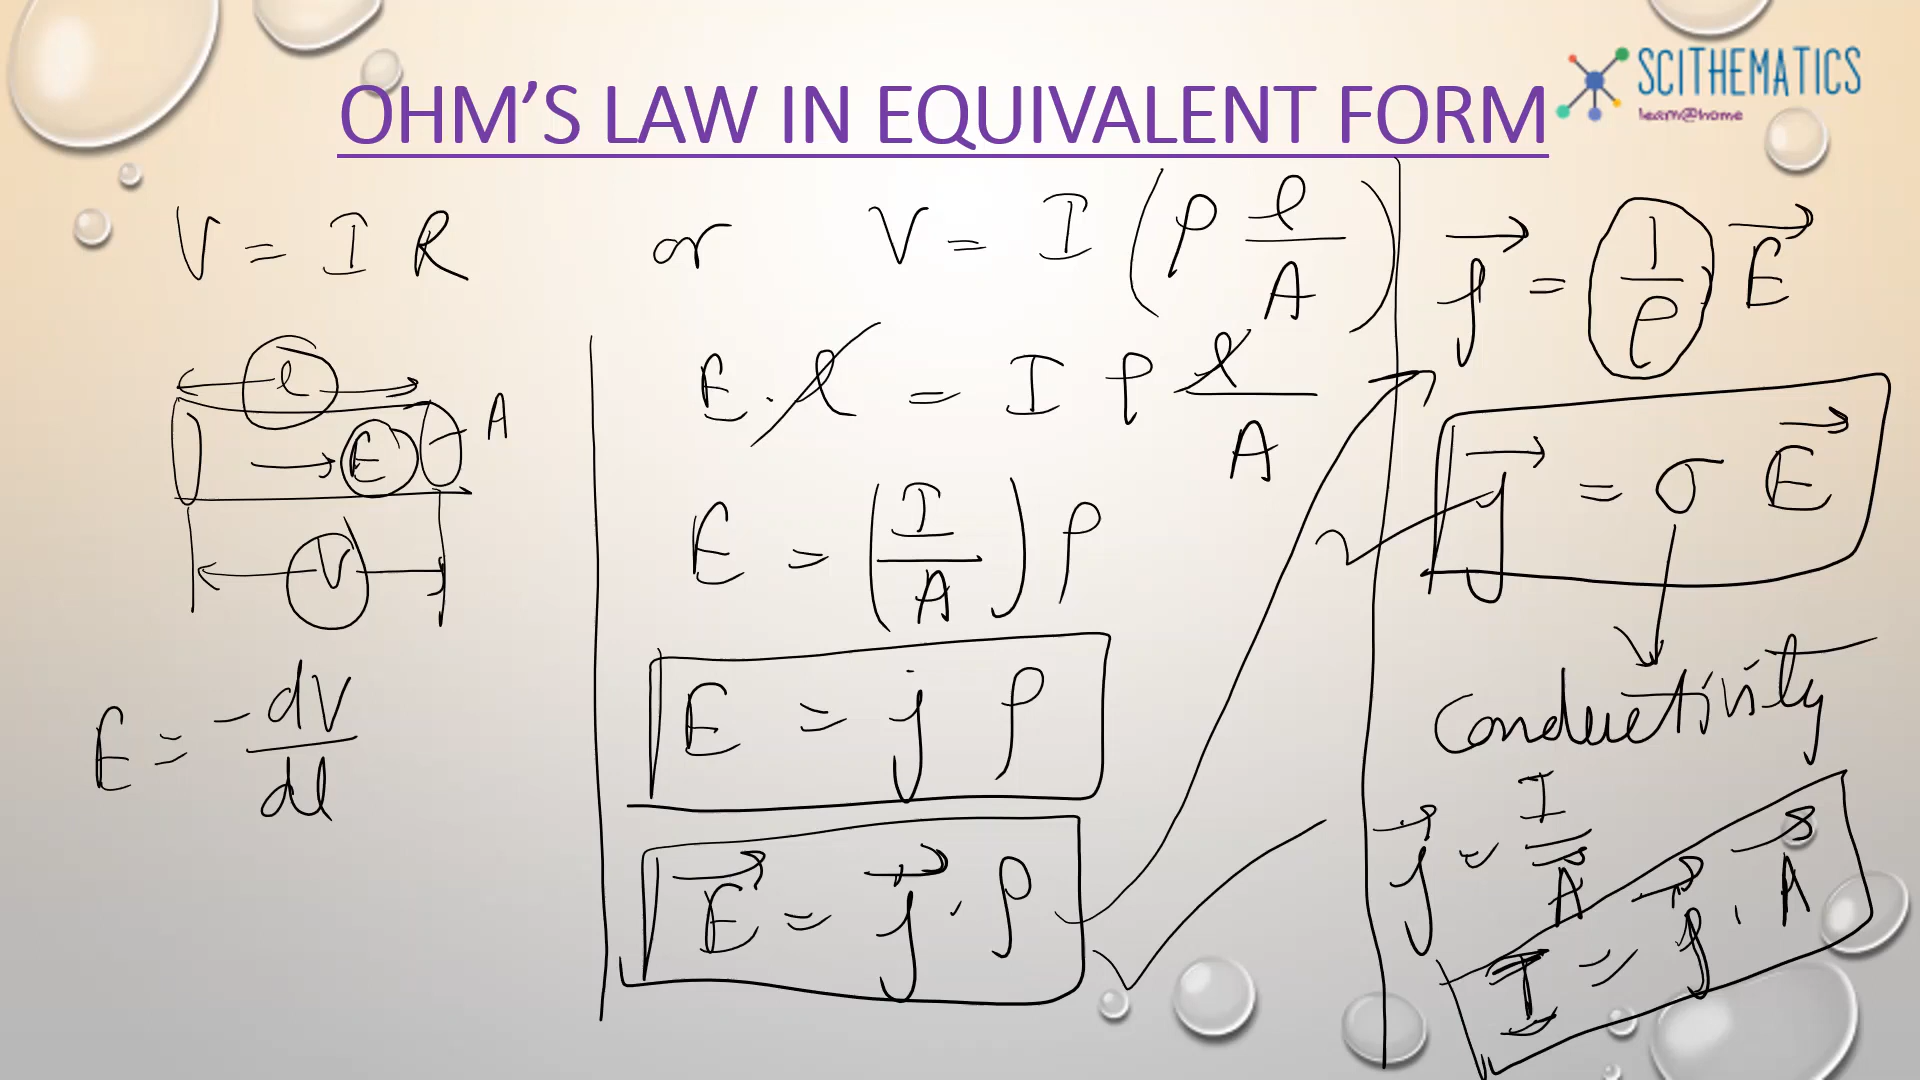 OHM'S LAW IN EQUIVALENT FORM
SCITHEMATICS
learn@home
V = I R or V = I (ρ l/A)
l
A
E
V
E = -dV/dl
E . l = I ρ l/A
E = (I/A) ρ
E = j ρ
E⃗ = j⃗ . ρ
j⃗ = (1/ρ) E⃗
j⃗ = σ E⃗
Conductivity
j⃗ = I/A
I = j⃗ . A⃗